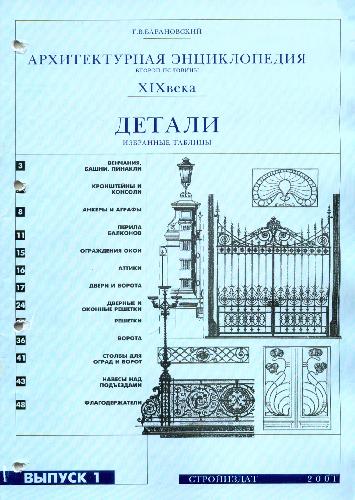 Г.В.БАРАНОВСКИЙ
АРХИТЕКТУРНАЯ ЭНЦИКЛОПЕДИЯ
ВТОРОЙ ПОЛОВИНЫ
XIXвека
ДЕТАЛИ
ИЗБРАННЫЕ ТАБЛИЦЫ
3 ВЕНЧАНИЯ,
БАШНИ, ПИНАКЛИ
КРОНШТЕЙНЫ И
КОНСОЛИ
8 АНКЕРЫ И АГРАФЫ
11 ПЕРИЛА
БАЛКОНОВ
15 ОГРАЖДЕНИЯ ОКОН
16 АТТИКИ
17 ДВЕРИ И ВОРОТА
24 ДВЕРНЫЕ И
ОКОННЫЕ РЕШЕТКИ
РЕШЕТКИ
36 ВОРОТА
41 СТОЛБЫ ДЛЯ
ОГРАД И ВОРОТ
43 НАВЕСЫ НАД
ПОДЪЕЗДАМИ
48 ФЛАГОДЕРЖАТЕЛИ
ВЫПУСК 1
СТРОЙИЗДАТ
2001